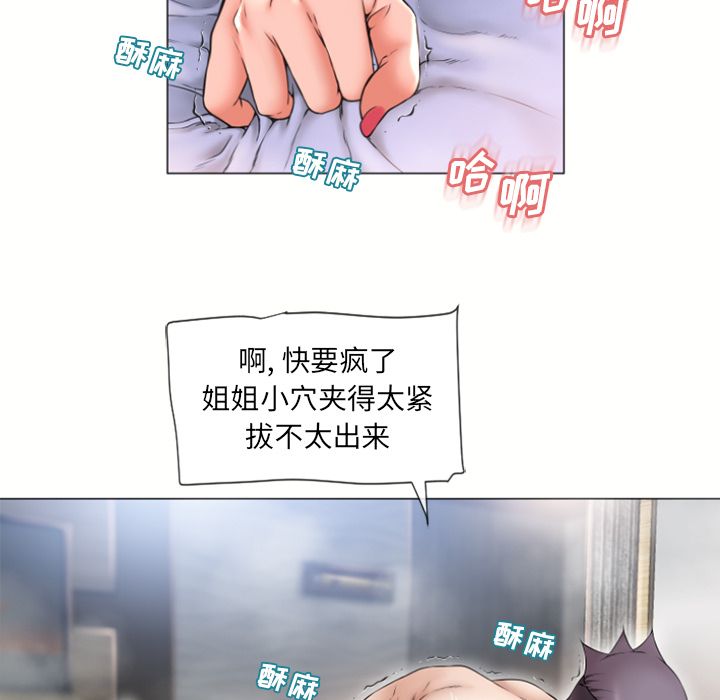 哈啊
酥麻
酥麻
哈啊
啊, 快要疯了
姐姐小穴夹得太紧
拔不太出来
酥麻
酥麻